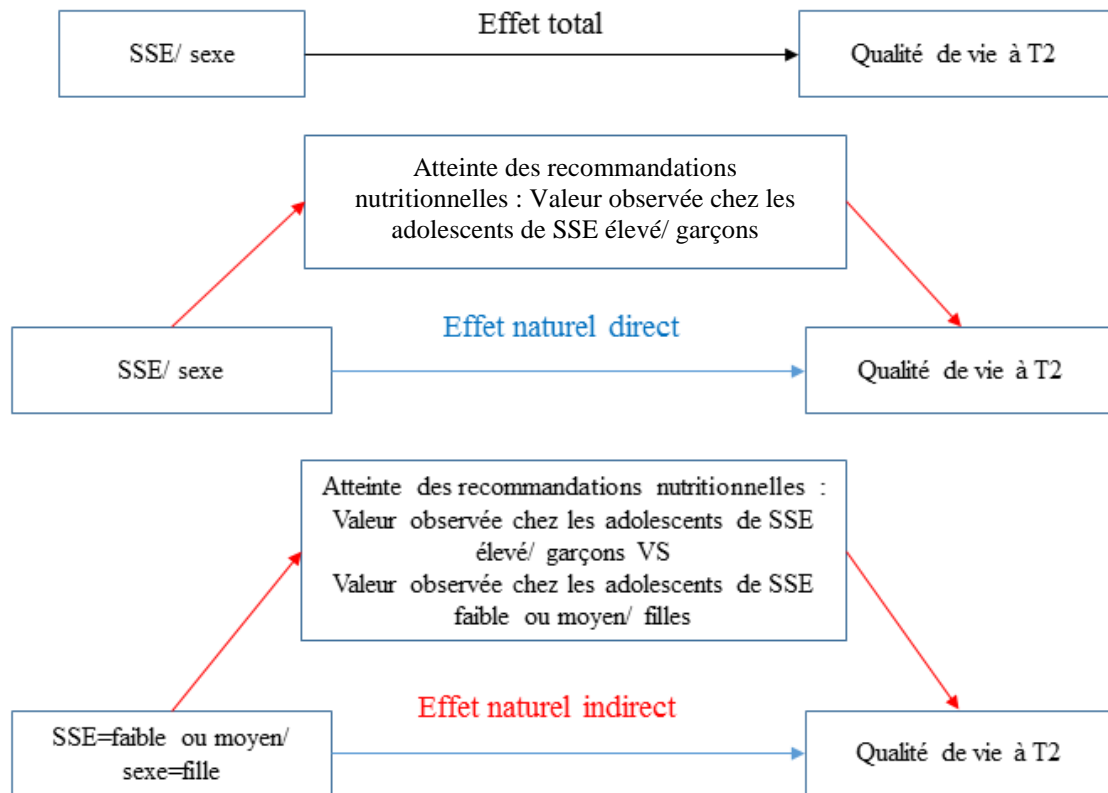 Effet total
SSE/ sexe
Qualité de vie à T2
Atteinte des recommandations
nutritionnelles : Valeur observée chez les
adolescents de SSE élevé/ garçons
Effet naturel direct
SSE/ sexe
Qualité de vie à T2
Atteinte des recommandations nutritionnelles :
Valeur observée chez les adolescents de SSE
élevé/ garçons VS
Valeur observée chez les adolescents de SSE
faible ou moyen/ filles
Effet naturel indirect
SSE=faible ou moyen/
sexe=fille
Qualité de vie à T2